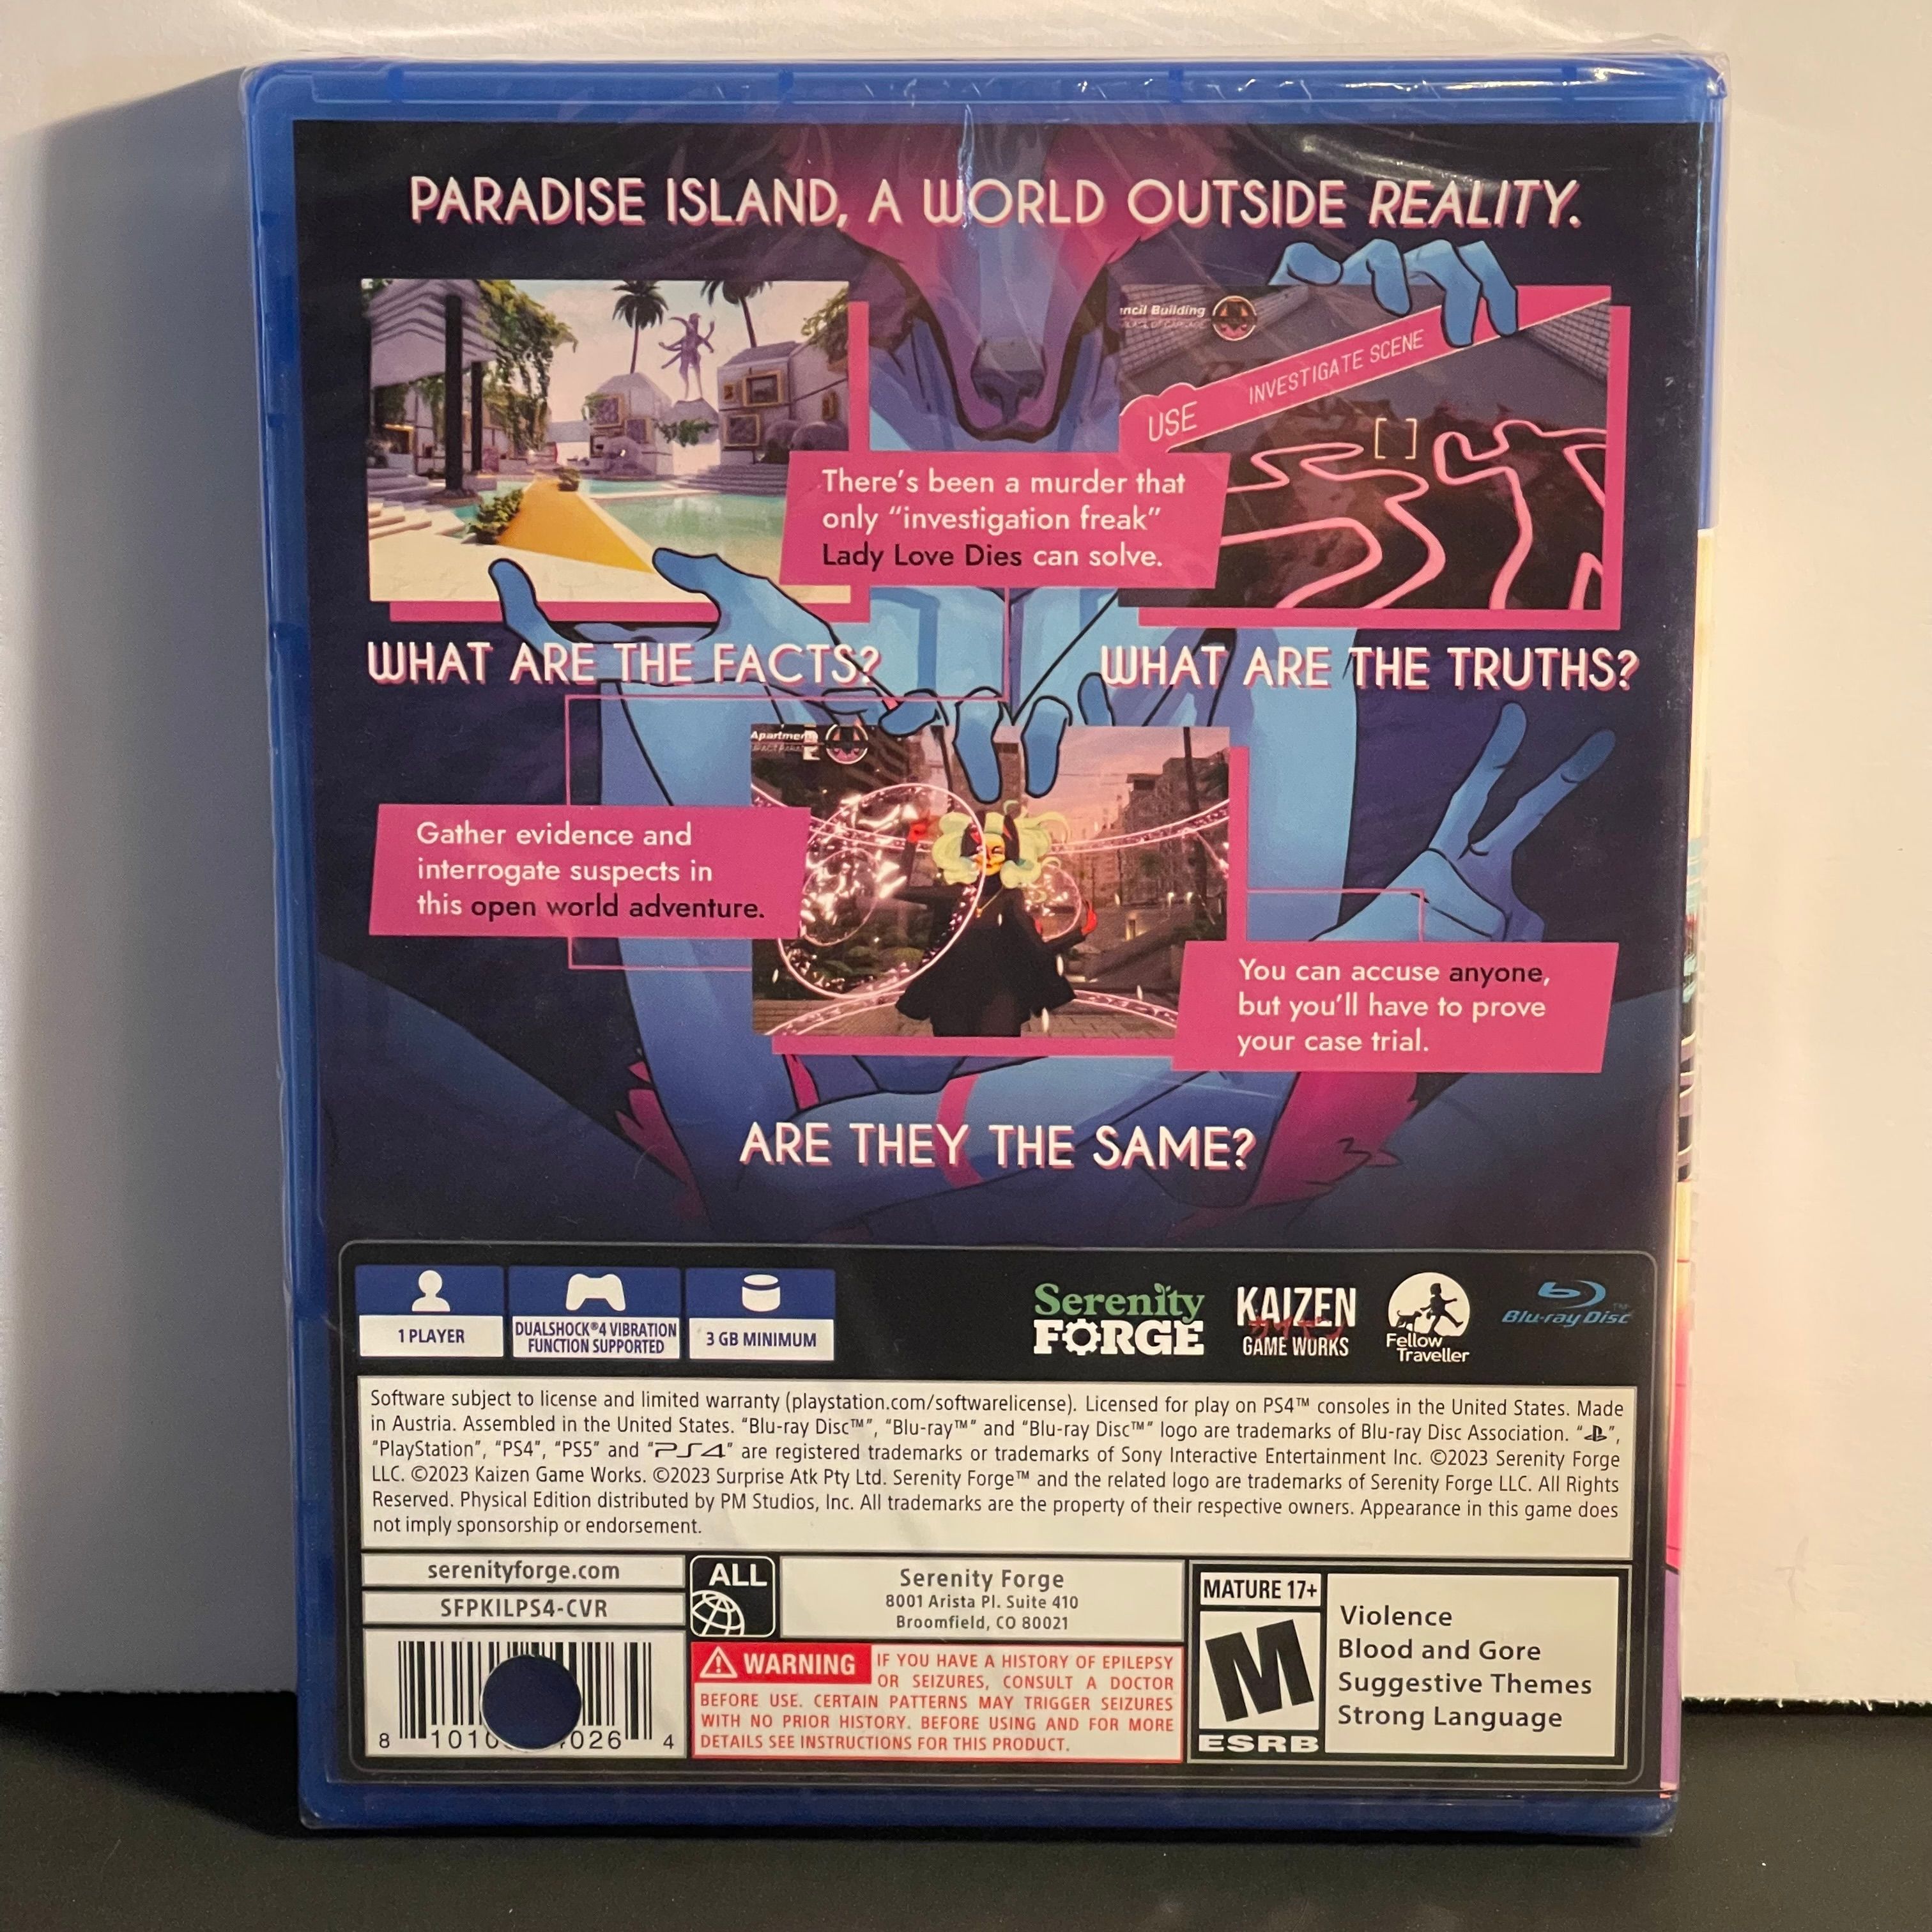 PARADISE ISLAND, A WORLD OUTSIDE REALITY.
ncil Building
USE INVESTIGATE SCENE
There's been a murder that
only “investigation freak”
Lady Love Dies can solve.
WHAT ARE THE FACTS?
WHAT ARE THE TRUTHS?
Gather evidence and
interrogate suspects in
this open world adventure.
You can accuse anyone,
but you'll have to prove
your case trial.
ARE THEY THE SAME?
1 PLAYER
DUALSHOCK®4 VIBRATION
FUNCTION SUPPORTED
3 GB MINIMUM
Serenity
FORGE
KAIZEN
GAME WORKS
Fellow
Traveller
Blu-ray Disc™
Software subject to license and limited warranty (playstation.com/softwarelicense). Licensed for play on PS4™ consoles in the United States. Made
in Austria. Assembled in the United States. “Blu-ray Disc™”, “Blu-ray™” and “Blu-ray Disc™” logo are trademarks of Blu-ray Disc Association. “”,
“PlayStation”, “PS4”, “PS5” and “PS4” are registered trademarks or trademarks of Sony Interactive Entertainment Inc. ©2023 Serenity Forge
LLC. ©2023 Kaizen Game Works. ©2023 Surprise Atk Pty Ltd. Serenity Forge™ and the related logo are trademarks of Serenity Forge LLC. All Rights
Reserved. Physical Edition distributed by PM Studios, Inc. All trademarks are the property of their respective owners. Appearance in this game does
not imply sponsorship or endorsement.
serenityforge.com
SFPKILPS4-CVR
ALL
Serenity Forge
8001 Arista Pl. Suite 410
Broomfield, CO 80021
8 1010 026 4
WARNING IF YOU HAVE A HISTORY OF EPILEPSY
OR SEIZURES, CONSULT A DOCTOR
BEFORE USE. CERTAIN PATTERNS MAY TRIGGER SEIZURES
WITH NO PRIOR HISTORY. BEFORE USING AND FOR MORE
DETAILS SEE INSTRUCTIONS FOR THIS PRODUCT.
MATURE 17+
M
ESRB
Violence
Blood and Gore
Suggestive Themes
Strong Language